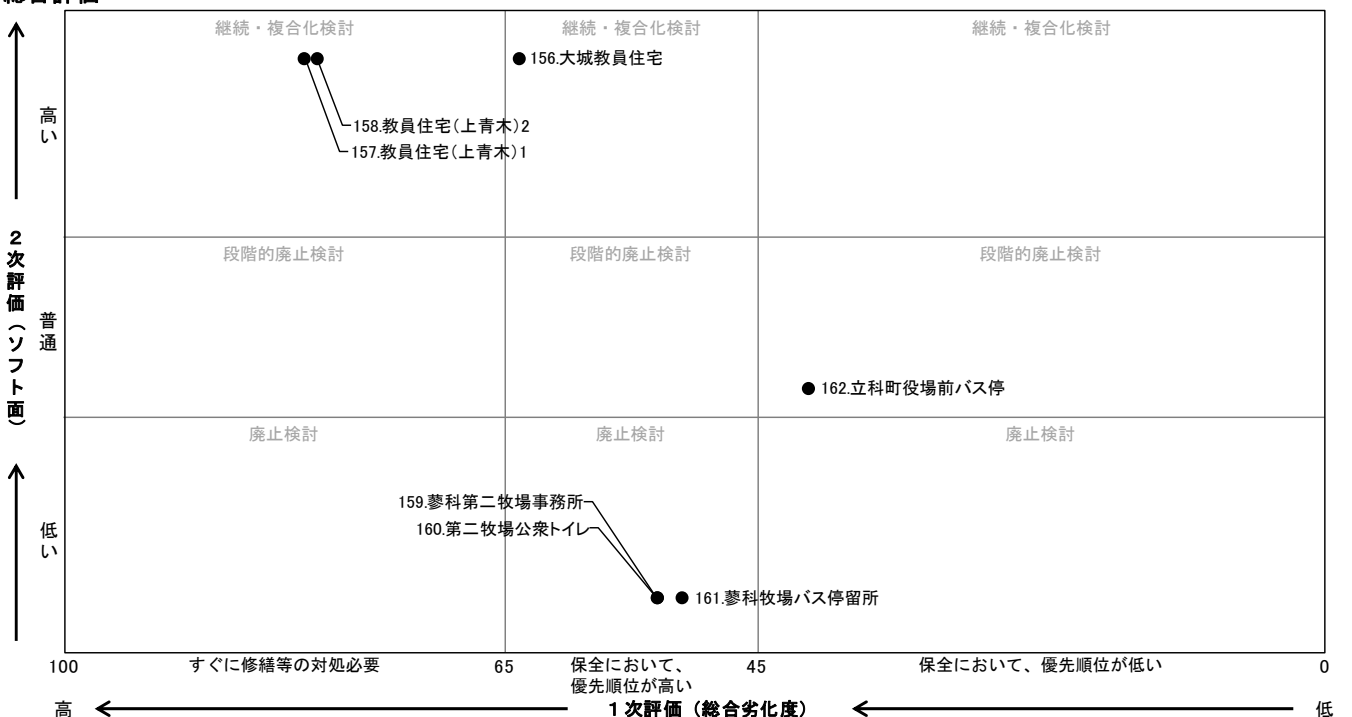 継続・複合化検討
継続・複合化検討
継続・複合化検討
156.大城教員住宅
158.教員住宅(上青木)2
157.教員住宅(上青木)1
高い
段階的廃止検討
段階的廃止検討
段階的廃止検討
2次評価(ソフト面)
普通
162.立科町役場前バス停
廃止検討
廃止検討
廃止検討
159.蓼科第二牧場事務所
160.第二牧場公衆トイレ
低い
161.蓼科牧場バス停留所
100
すぐに修繕等の対処必要
65
保全において、
優先順位が高い
45
保全において、優先順位が低い
0
高
1次評価(総合劣化度)
低